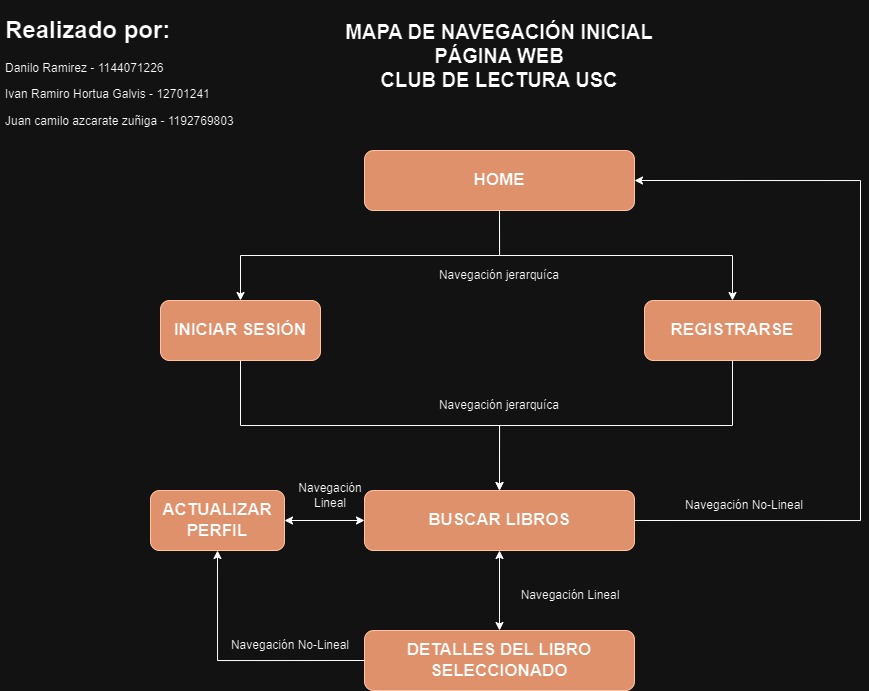 Realizado por:
Danilo Ramirez - 1144071226
Ivan Ramiro Hortua Galvis - 12701241
Juan camilo azcarate zuñiga - 1192769803
MAPA DE NAVEGACIÓN INICIAL
PÁGINA WEB
CLUB DE LECTURA USC
HOME
Navegación jerarquíca
INICIAR SESIÓN
REGISTRARSE
Navegación jerarquíca
ACTUALIZAR
PERFIL
Navegación
Lineal
BUSCAR LIBROS
Navegación No-Lineal
Navegación Lineal
Navegación No-Lineal
DETALLES DEL LIBRO
SELECCIONADO